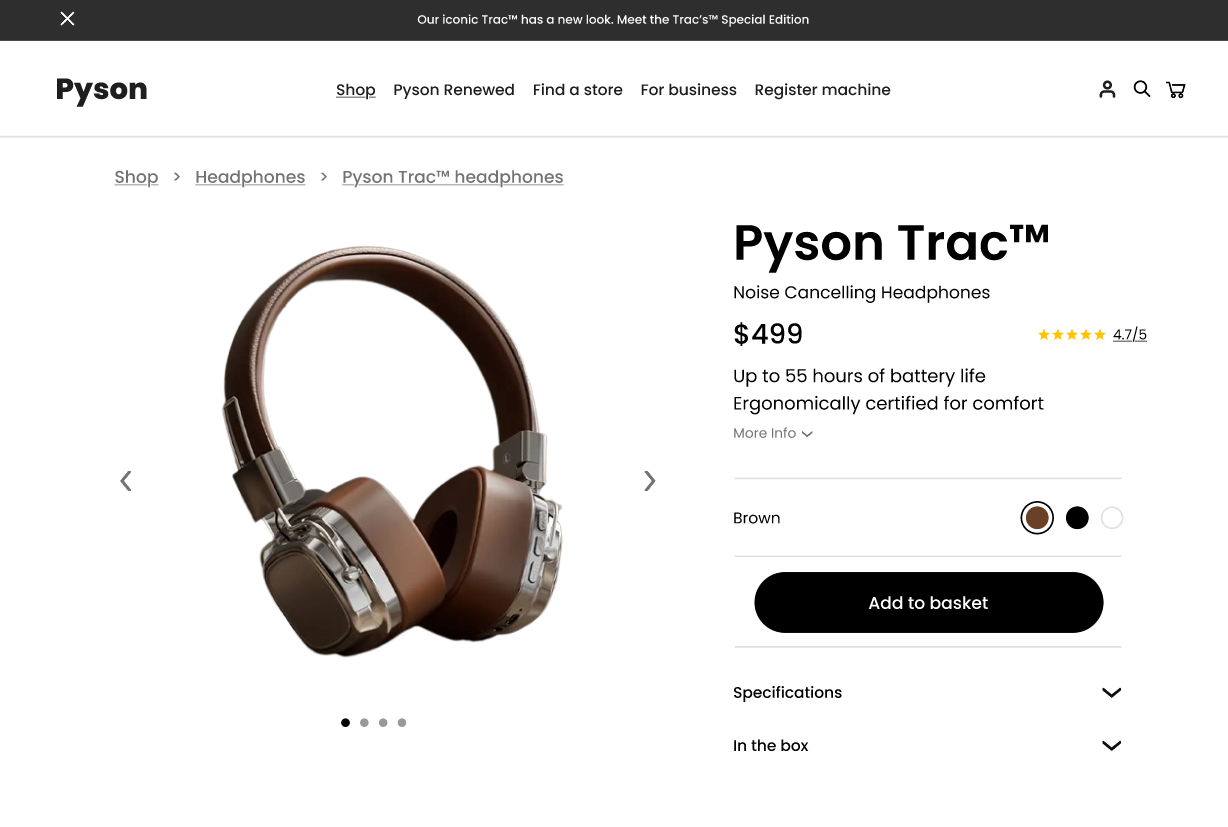 Our iconic Trac™ has a new look. Meet the Trac's™ Special Edition
Pyson
Shop Pyson Renewed Find a store For business Register machine
Shop > Headphones > Pyson Trac™ headphones
Pyson Trac™
Noise Cancelling Headphones
$499
4.7/5
Up to 55 hours of battery life
Ergonomically certified for comfort
More Info
Brown
Add to basket
Specifications
In the box